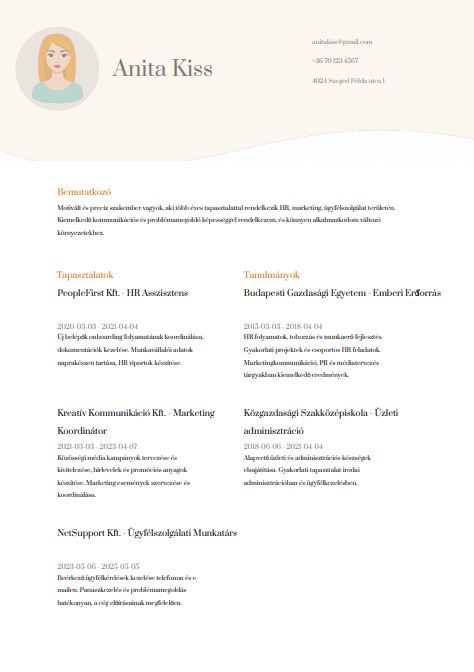 Anita Kiss
anitakiss@gmail.com
+36 70 123 4567
4024 Szeged Példa utca 1
Bemutatkozó
Motivált és precíz szakember vagyok, aki több éves tapasztalattal rendelkezik HR, marketing, ügyfélszolgálat területén.
Kiemelkedő kommunikációs és problémamegoldó képességgel rendelkezem, és könnyen alkalmazkodom változó
környezetekhez.
Tapasztalatok
PeopleFirst Kft. - HR Asszisztens
2020-03-03 - 2021-04-04
Új belépők onboarding folyamatának koordinálása,
dokumentációk kezelése. Munkavállalói adatok
naprakészen tartása, HR riportok készítése.
Kreatív Kommunikáció Kft. - Marketing
Koordinátor
2021-03-03 - 2023-04-07
Közösségi média kampányok tervezése és
kivitelezése, hírlevelek és promóciós anyagok
készítése. Marketing események szervezése és
koordinálása.
NetSupport Kft. - Ügyfélszolgálati Munkatárs
2023-05-06 - 2025-05-05
Beérkező ügyfélkérdések kezelése telefonon és e-
mailen. Panaszkezelés és problémamegoldás
hatékonyan, a cég előírásainak megfelelően.
Tanulmányok
Budapesti Gazdasági Egyetem - Emberi Erőforrás
2015-03-03 - 2018-04-04
HR folyamatok, toborzás és munkaerő-fejlesztés.
Gyakorlati projektek és csoportos HR feladatok.
Marketingkommunikáció, PR és médiatervezés
tárgyakban kiemelkedő eredmények.
Közgazdasági Szakközépiskola - Üzleti
adminisztráció
2018-06-06 - 2021-04-04
Alapvető üzleti és adminisztrációs készségek
elsajátítása. Gyakorlati tapasztalat irodai
adminisztrációban és ügyfélkezelésben.